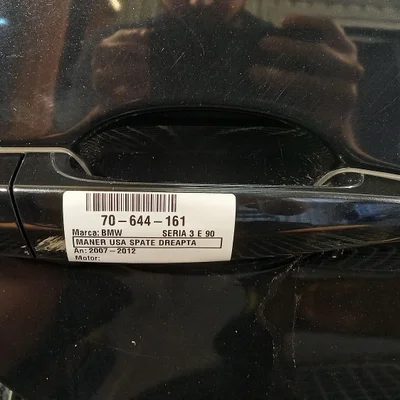 70-644-161
Marca: BMW SERIA 3 E 90
MANER USA SPATE DREAPTA
An: 2007-2012
Motor: